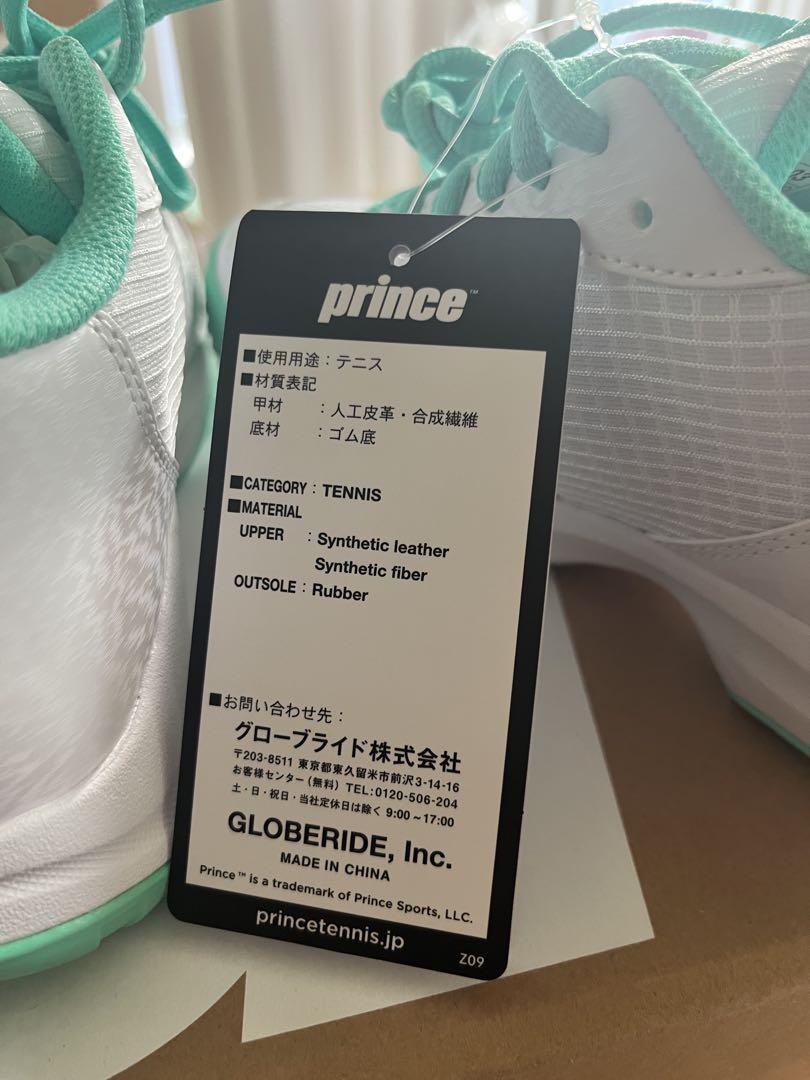 prince™
■使用用途：テニス
■材質表記
甲材　：人工皮革・合成繊維
底材　：ゴム底
■CATEGORY：TENNIS
■MATERIAL
UPPER ：Synthetic leather
Synthetic fiber
OUTSOLE：Rubber
■お問い合わせ先：
グローブライド株式会社
〒203-8511 東京都東久留米市前沢3-14-16
お客様センター（無料）TEL:0120-506-204
土・日・祝日・当社定休日は除く 9:00～17:00
GLOBERIDE, Inc.
MADE IN CHINA
Prince™ is a trademark of Prince Sports, LLC.
princetennis.jp
Z09